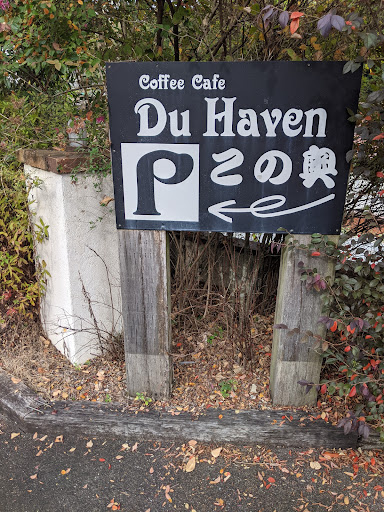 Coffee Cafe
Du Haven
P この奥